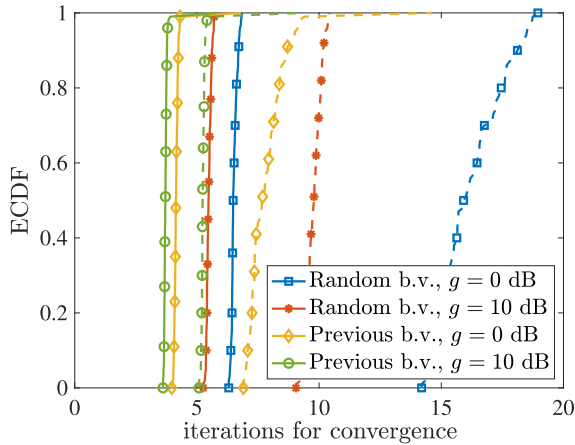 1
0.8
0.6
0.4
0.2
0
ECDF
Random b.v., g = 0 dB
Random b.v., g = 10 dB
Previous b.v., g = 0 dB
Previous b.v., g = 10 dB
0 5 10 15 20
iterations for convergence